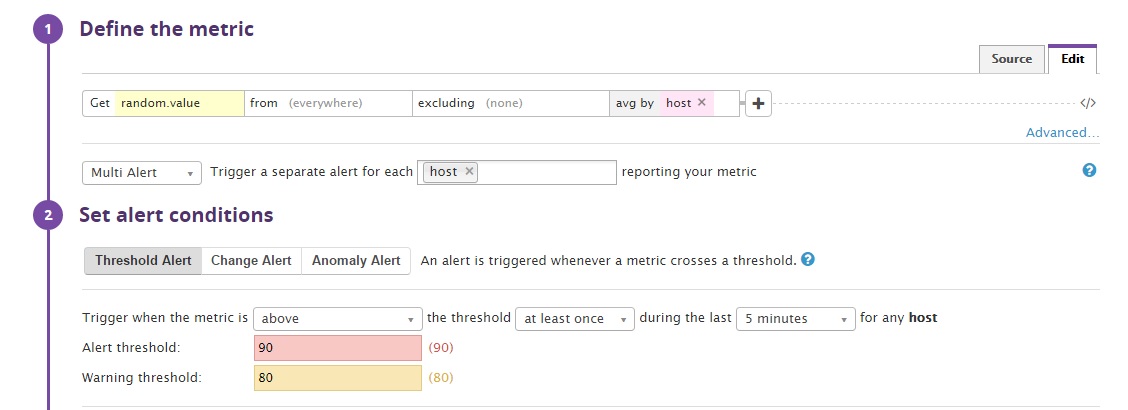 1 Define the metric
Source Edit
Get random.value from (everywhere) excluding (none) avg by host × + </>
Advanced...
Multi Alert Trigger a separate alert for each host × reporting your metric ?
2 Set alert conditions
Threshold Alert Change Alert Anomaly Alert An alert is triggered whenever a metric crosses a threshold. ?
Trigger when the metric is above the threshold at least once during the last 5 minutes for any host
Alert threshold: 90 (90)
Warning threshold: 80 (80)